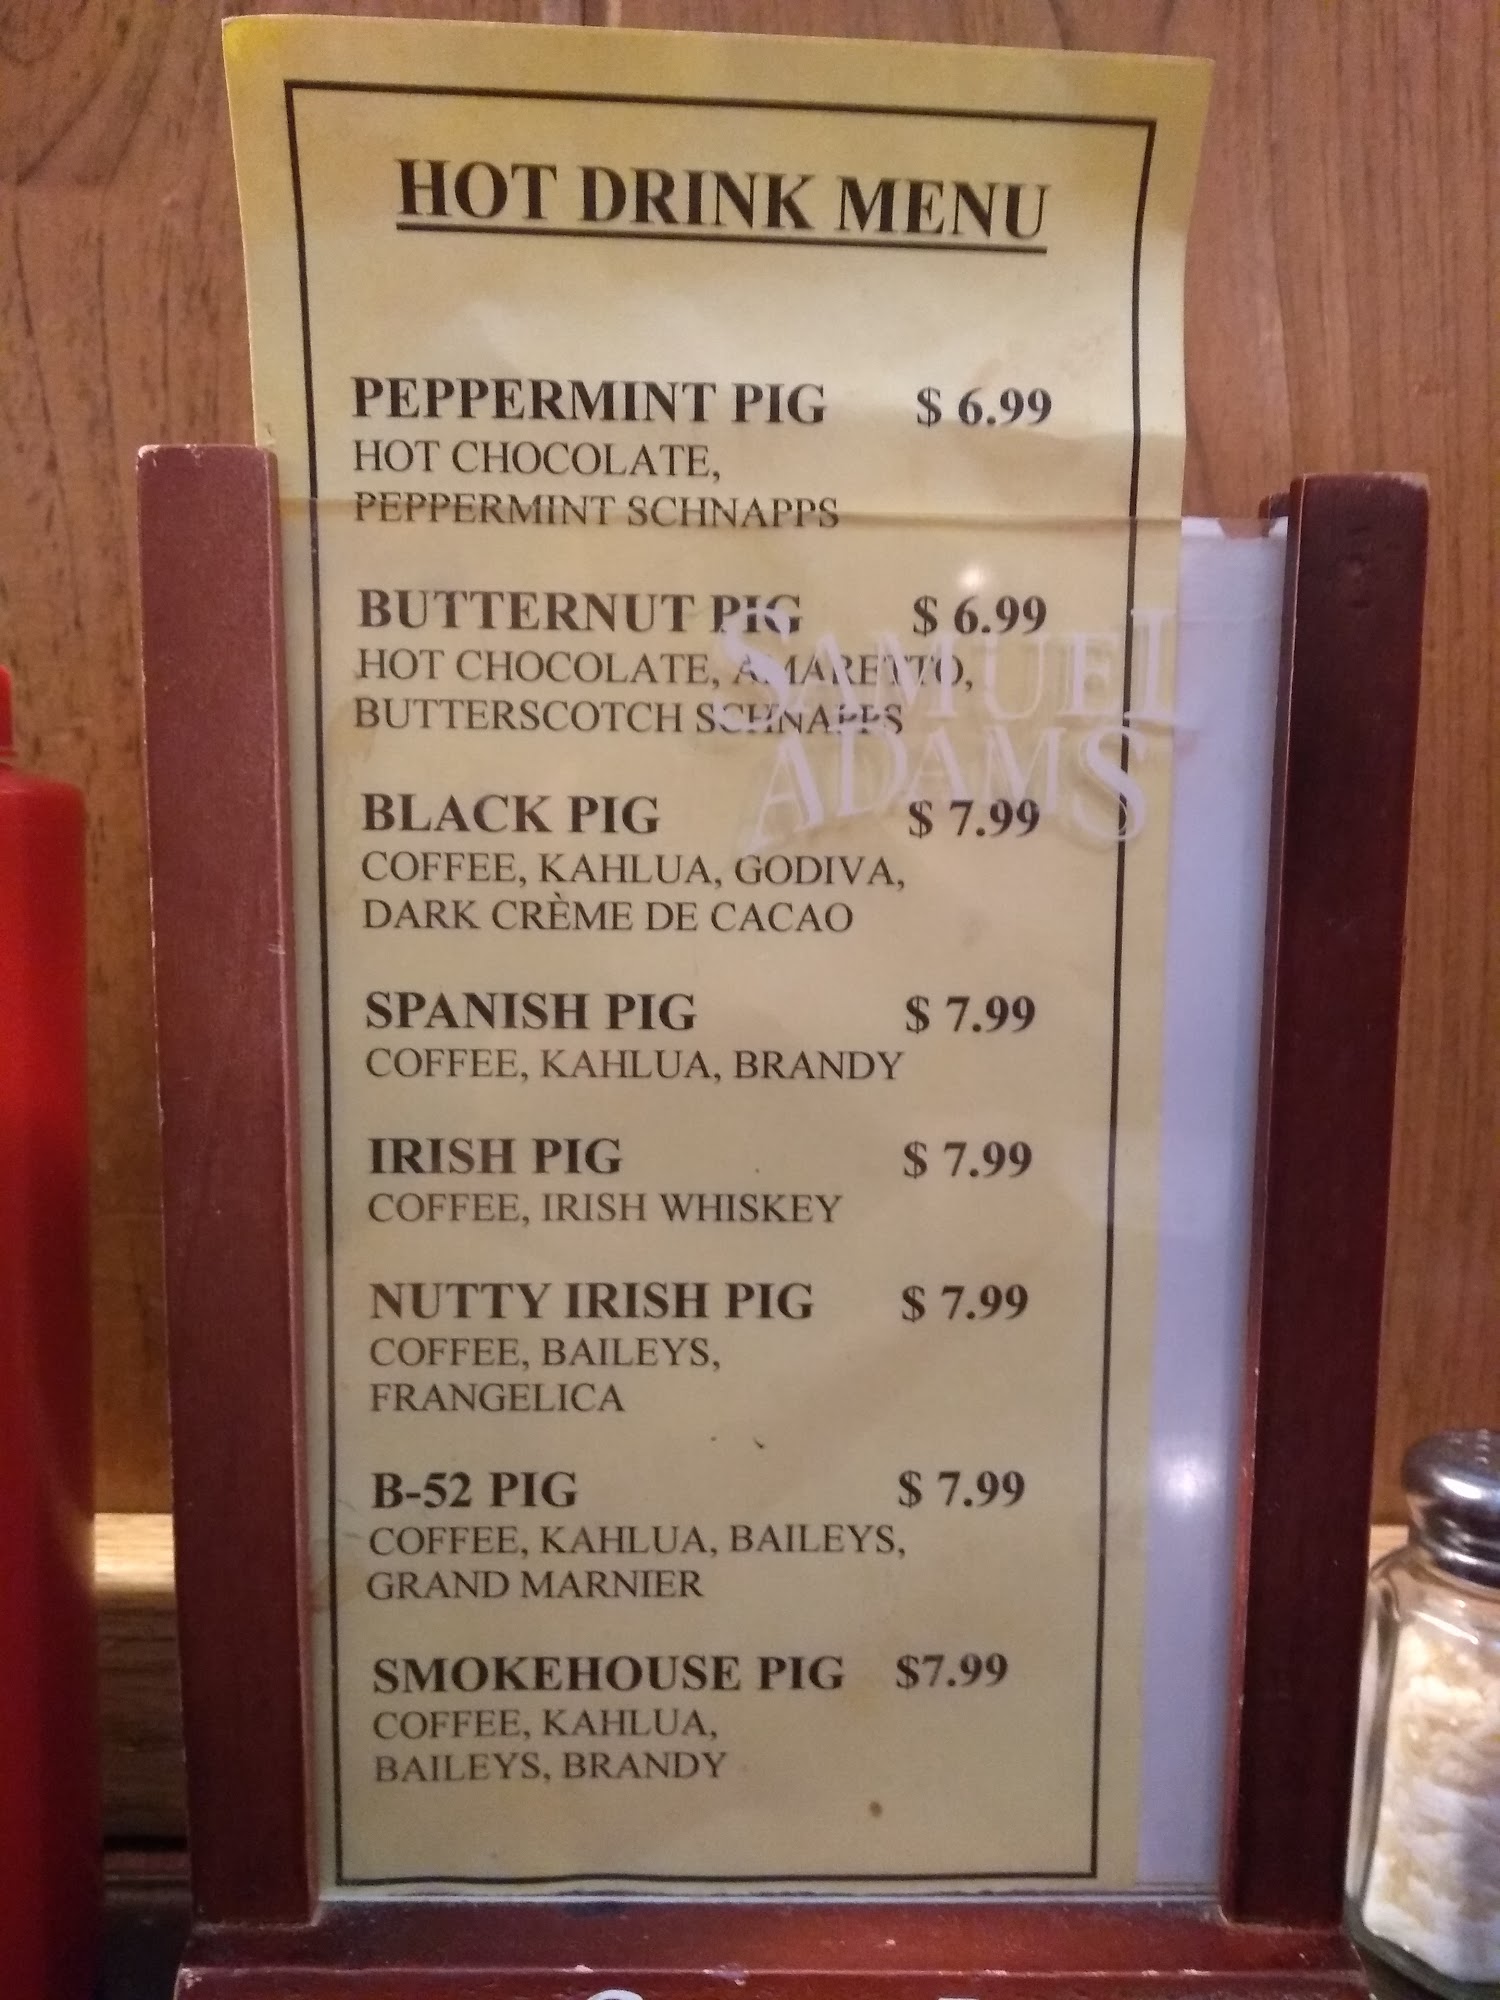 HOT DRINK MENU
PEPPERMINT PIG $ 6.99
HOT CHOCOLATE,
PEPPERMINT SCHNAPPS
BUTTERNUT PIG $ 6.99
HOT CHOCOLATE, AMARETTO,
BUTTERSCOTCH SCHNAPPS
SAMUEL
ADAMS
BLACK PIG $ 7.99
COFFEE, KAHLUA, GODIVA,
DARK CRÈME DE CACAO
SPANISH PIG $ 7.99
COFFEE, KAHLUA, BRANDY
IRISH PIG $ 7.99
COFFEE, IRISH WHISKEY
NUTTY IRISH PIG $ 7.99
COFFEE, BAILEYS,
FRANGELICA
B-52 PIG $ 7.99
COFFEE, KAHLUA, BAILEYS,
GRAND MARNIER
SMOKEHOUSE PIG $7.99
COFFEE, KAHLUA,
BAILEYS, BRANDY